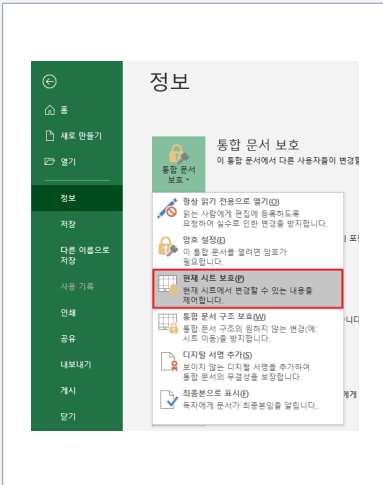 정보
홈
새로 만들기
열기
정보
저장
다른 이름으로
저장
사용 기록
인쇄
공유
내보내기
게시
닫기
통합 문서
보호
통합 문서 보호
이 통합 문서에서 다른 사용자들이 변경할
항상 읽기 전용으로 열기(O)
읽는 사람에게 편집에 등록하도록
요청하여 실수로 인한 변경을 방지합니다.
암호 설정(E)
이 통합 문서를 열려면 암호가
필요합니다.
현재 시트 보호(P)
현재 시트에서 변경할 수 있는 내용을
제어합니다.
통합 문서 구조 보호(W)
통합 문서 구조의 원하지 않는 변경(예:
시트 이동)을 방지합니다.
디지털 서명 추가(S)
보이지 않는 디지털 서명을 추가하여
통합 문서의 무결성을 보장합니다.
최종본으로 표시(F)
독자에게 문서가 최종본임을 알립니다.